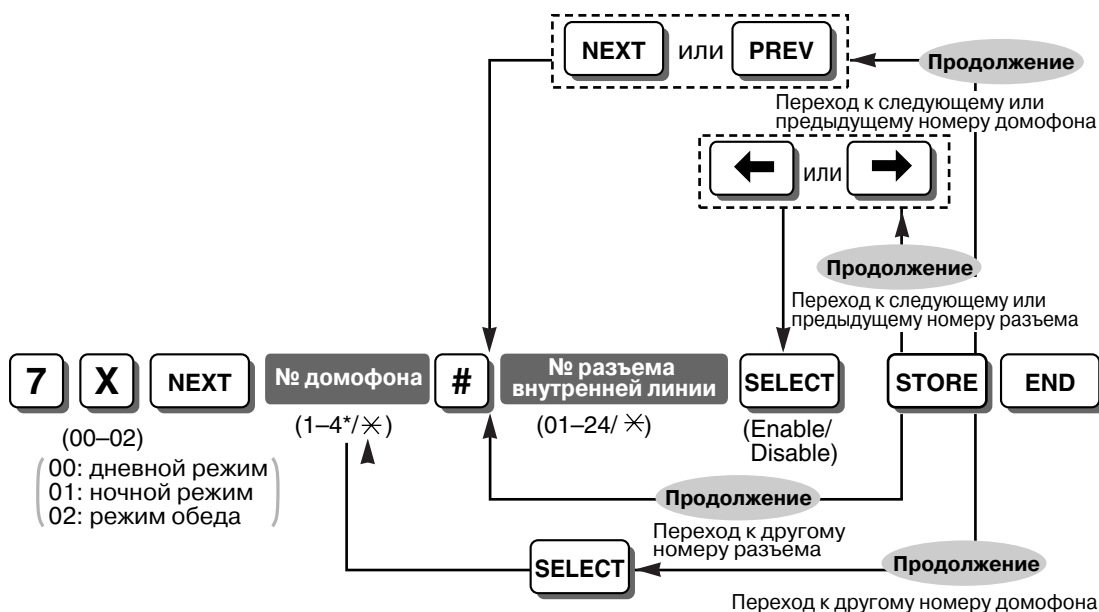 NEXT или PREV
Продолжение
Переход к следующему или
предыдущему номеру домофона
← или →
Продолжение
Переход к следующему или
предыдущему номеру разъема
7 X NEXT № домофона # № разъема
внутренней линии SELECT STORE END
(00–02)
(1–4*/✳)
(01–24/ ✳)
(Enable/
Disable)
00: дневной режим
01: ночной режим
02: режим обеда
Продолжение
Переход к другому
номеру разъема
SELECT
Продолжение
Переход к другому номеру домофона